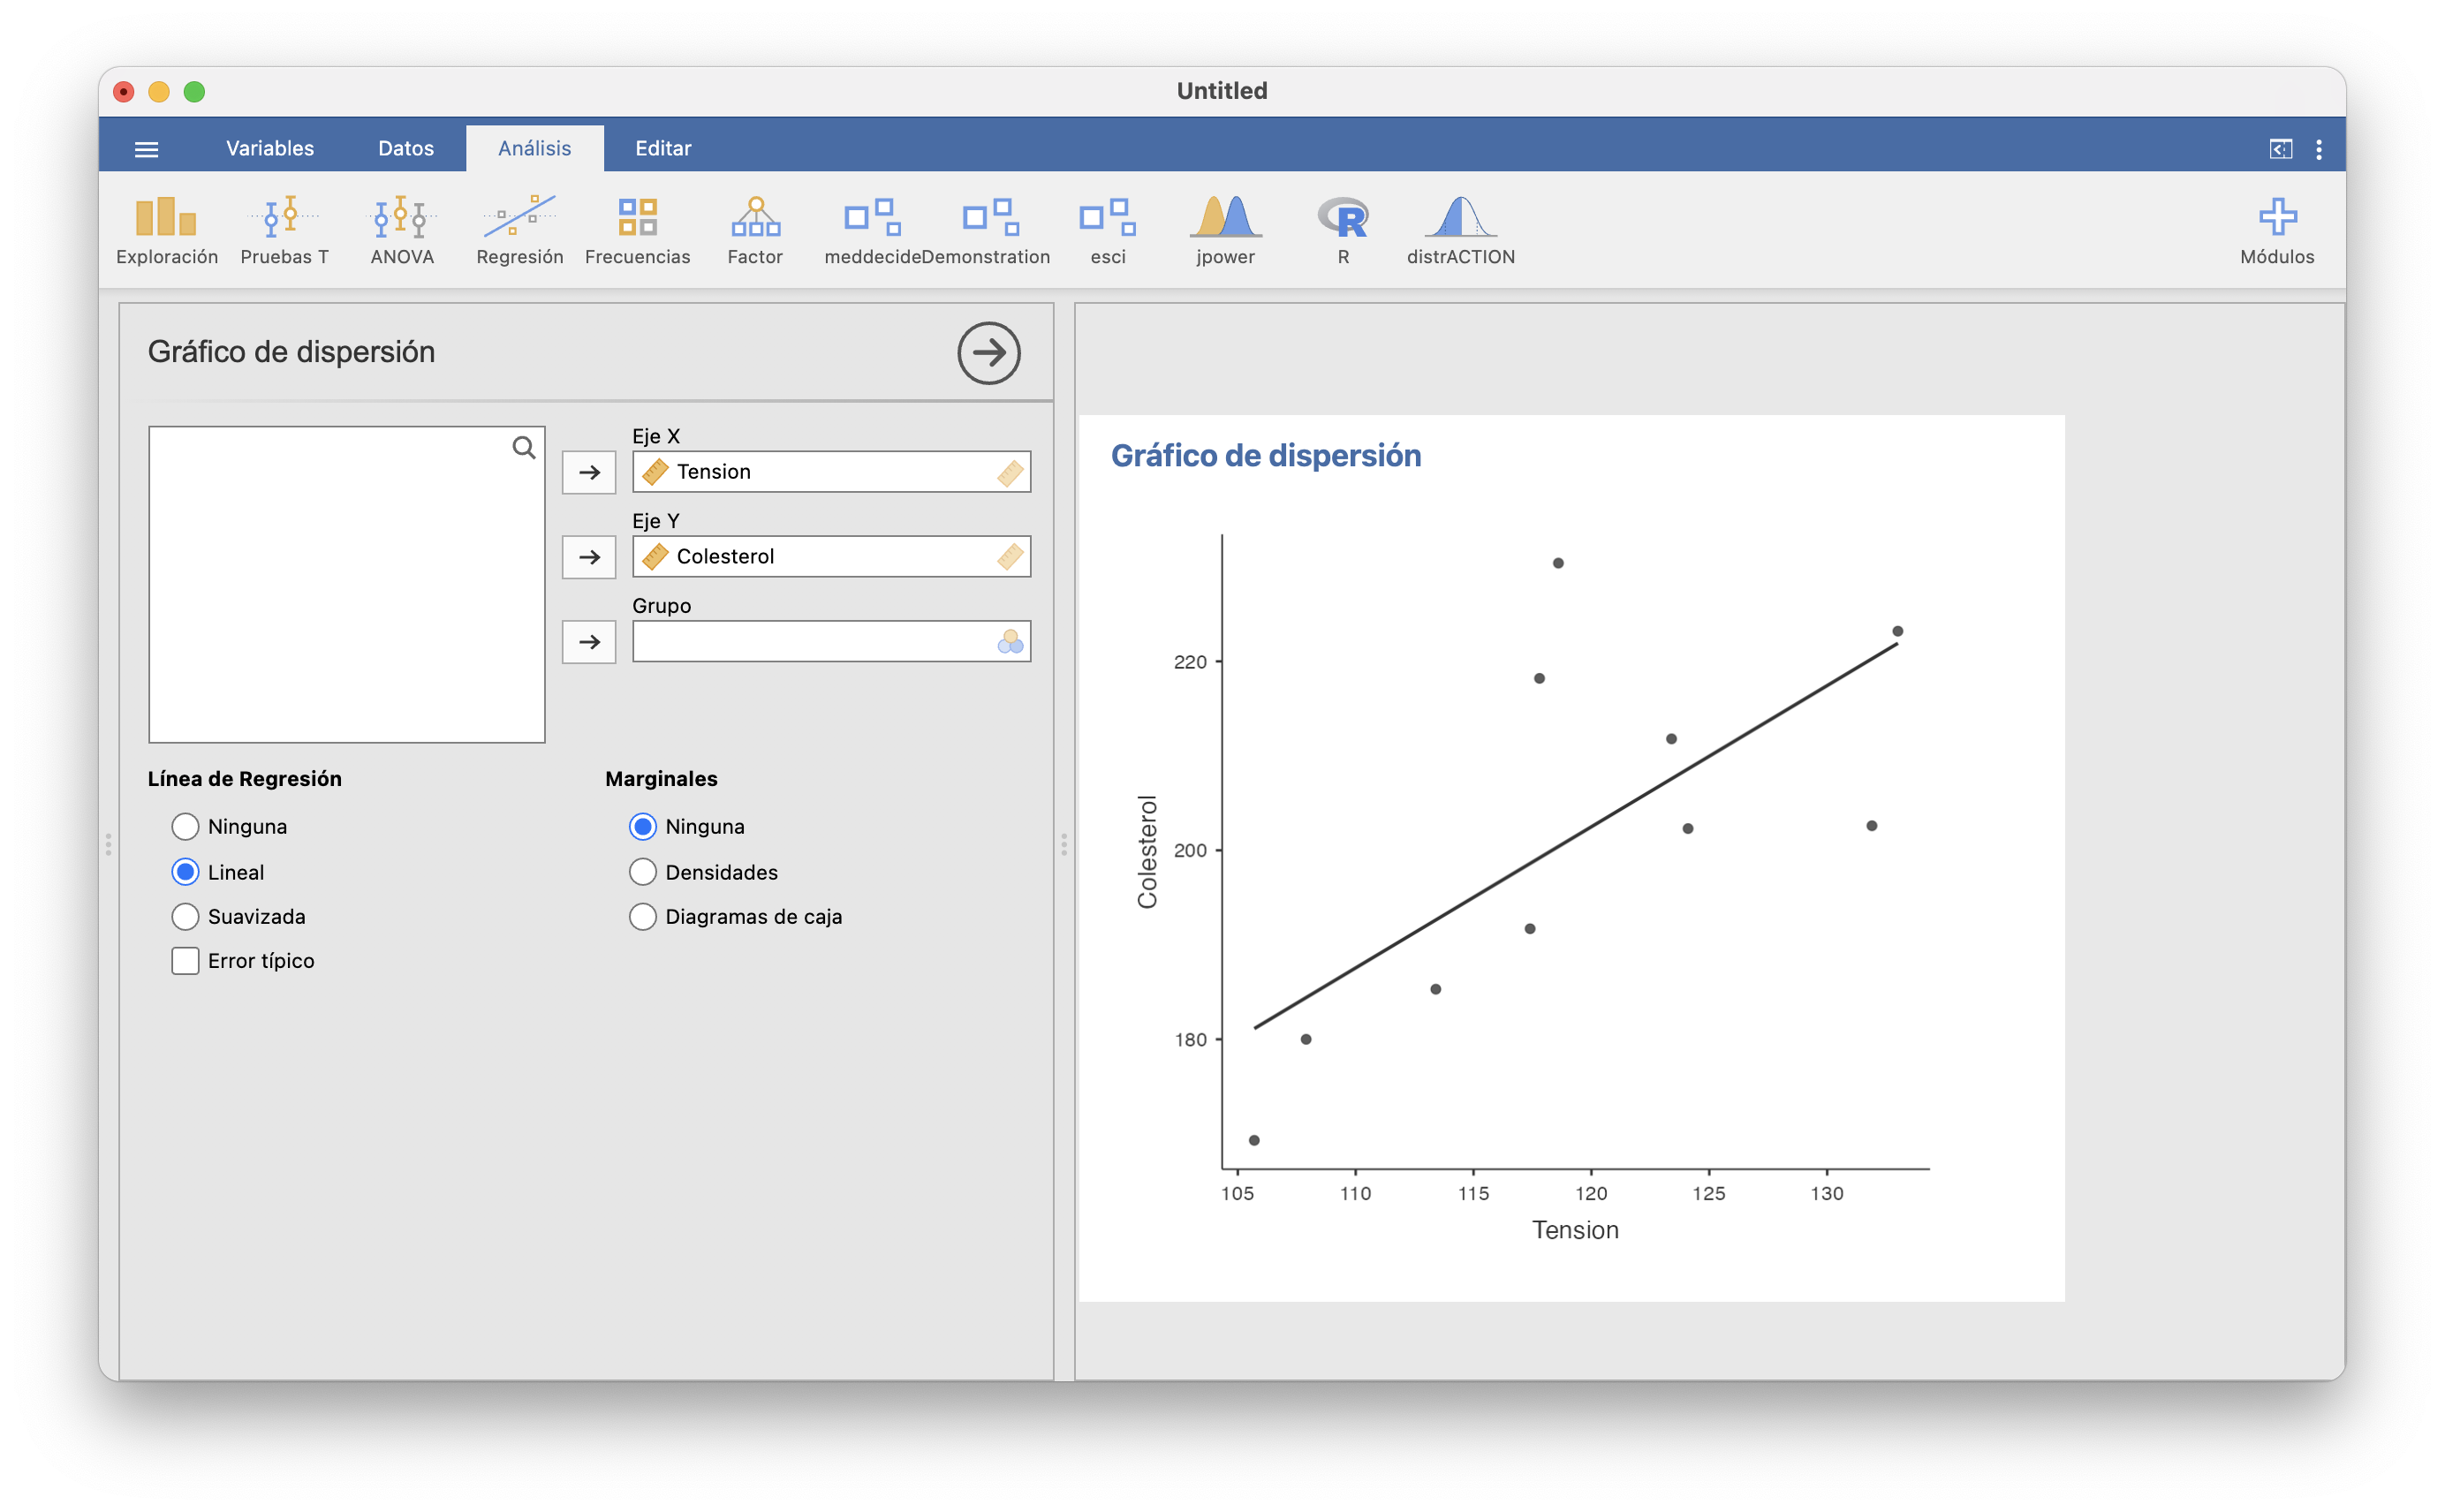 Untitled
Variables Datos Análisis Editar
Exploración Pruebas T ANOVA Regresión Frecuencias Factor meddecide Demonstration esci jpower R distrACTION Módulos
Gráfico de dispersión
Eje X
Tension
Eje Y
Colesterol
Grupo
Línea de Regresión
Ninguna
Lineal
Suavizada
Error típico
Marginales
Ninguna
Densidades
Diagramas de caja
Gráfico de dispersión
220
200
180
Colesterol
105 110 115 120 125 130
Tension